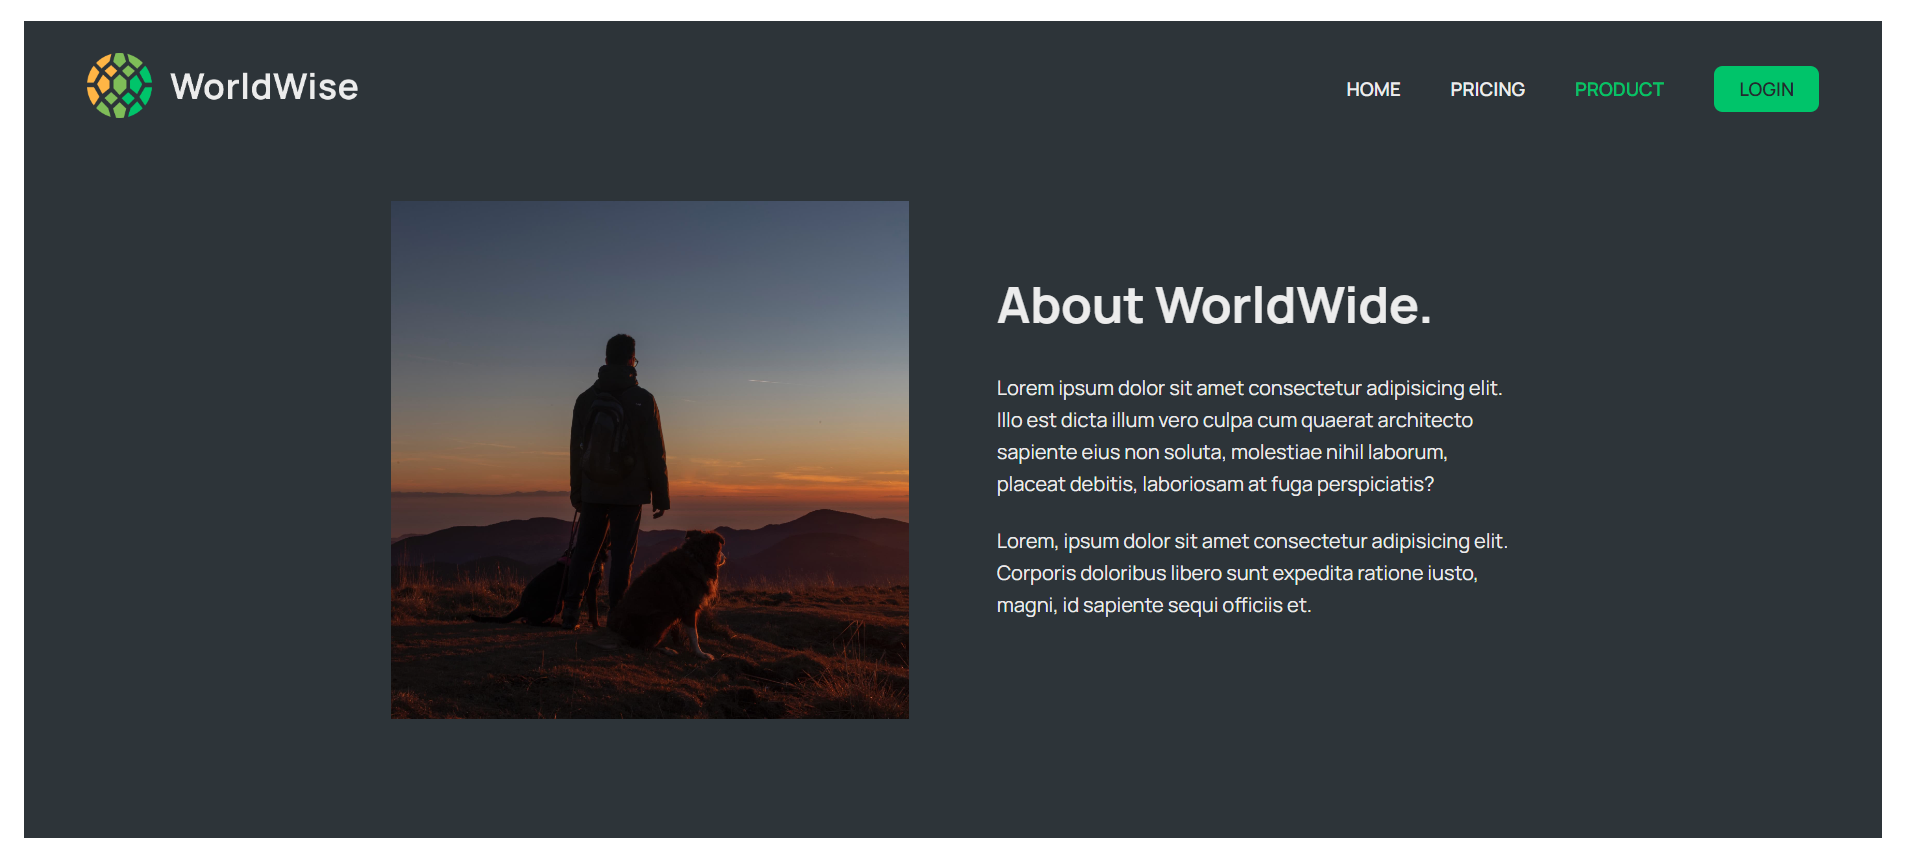 WorldWise
HOME PRICING PRODUCT LOGIN
About WorldWide.
Lorem ipsum dolor sit amet consectetur adipisicing elit.
Illo est dicta illum vero culpa cum quaerat architecto
sapiente eius non soluta, molestiae nihil laborum,
placeat debitis, laboriosam at fuga perspiciatis?
Lorem, ipsum dolor sit amet consectetur adipisicing elit.
Corporis doloribus libero sunt expedita ratione iusto,
magni, id sapiente sequi officiis et.